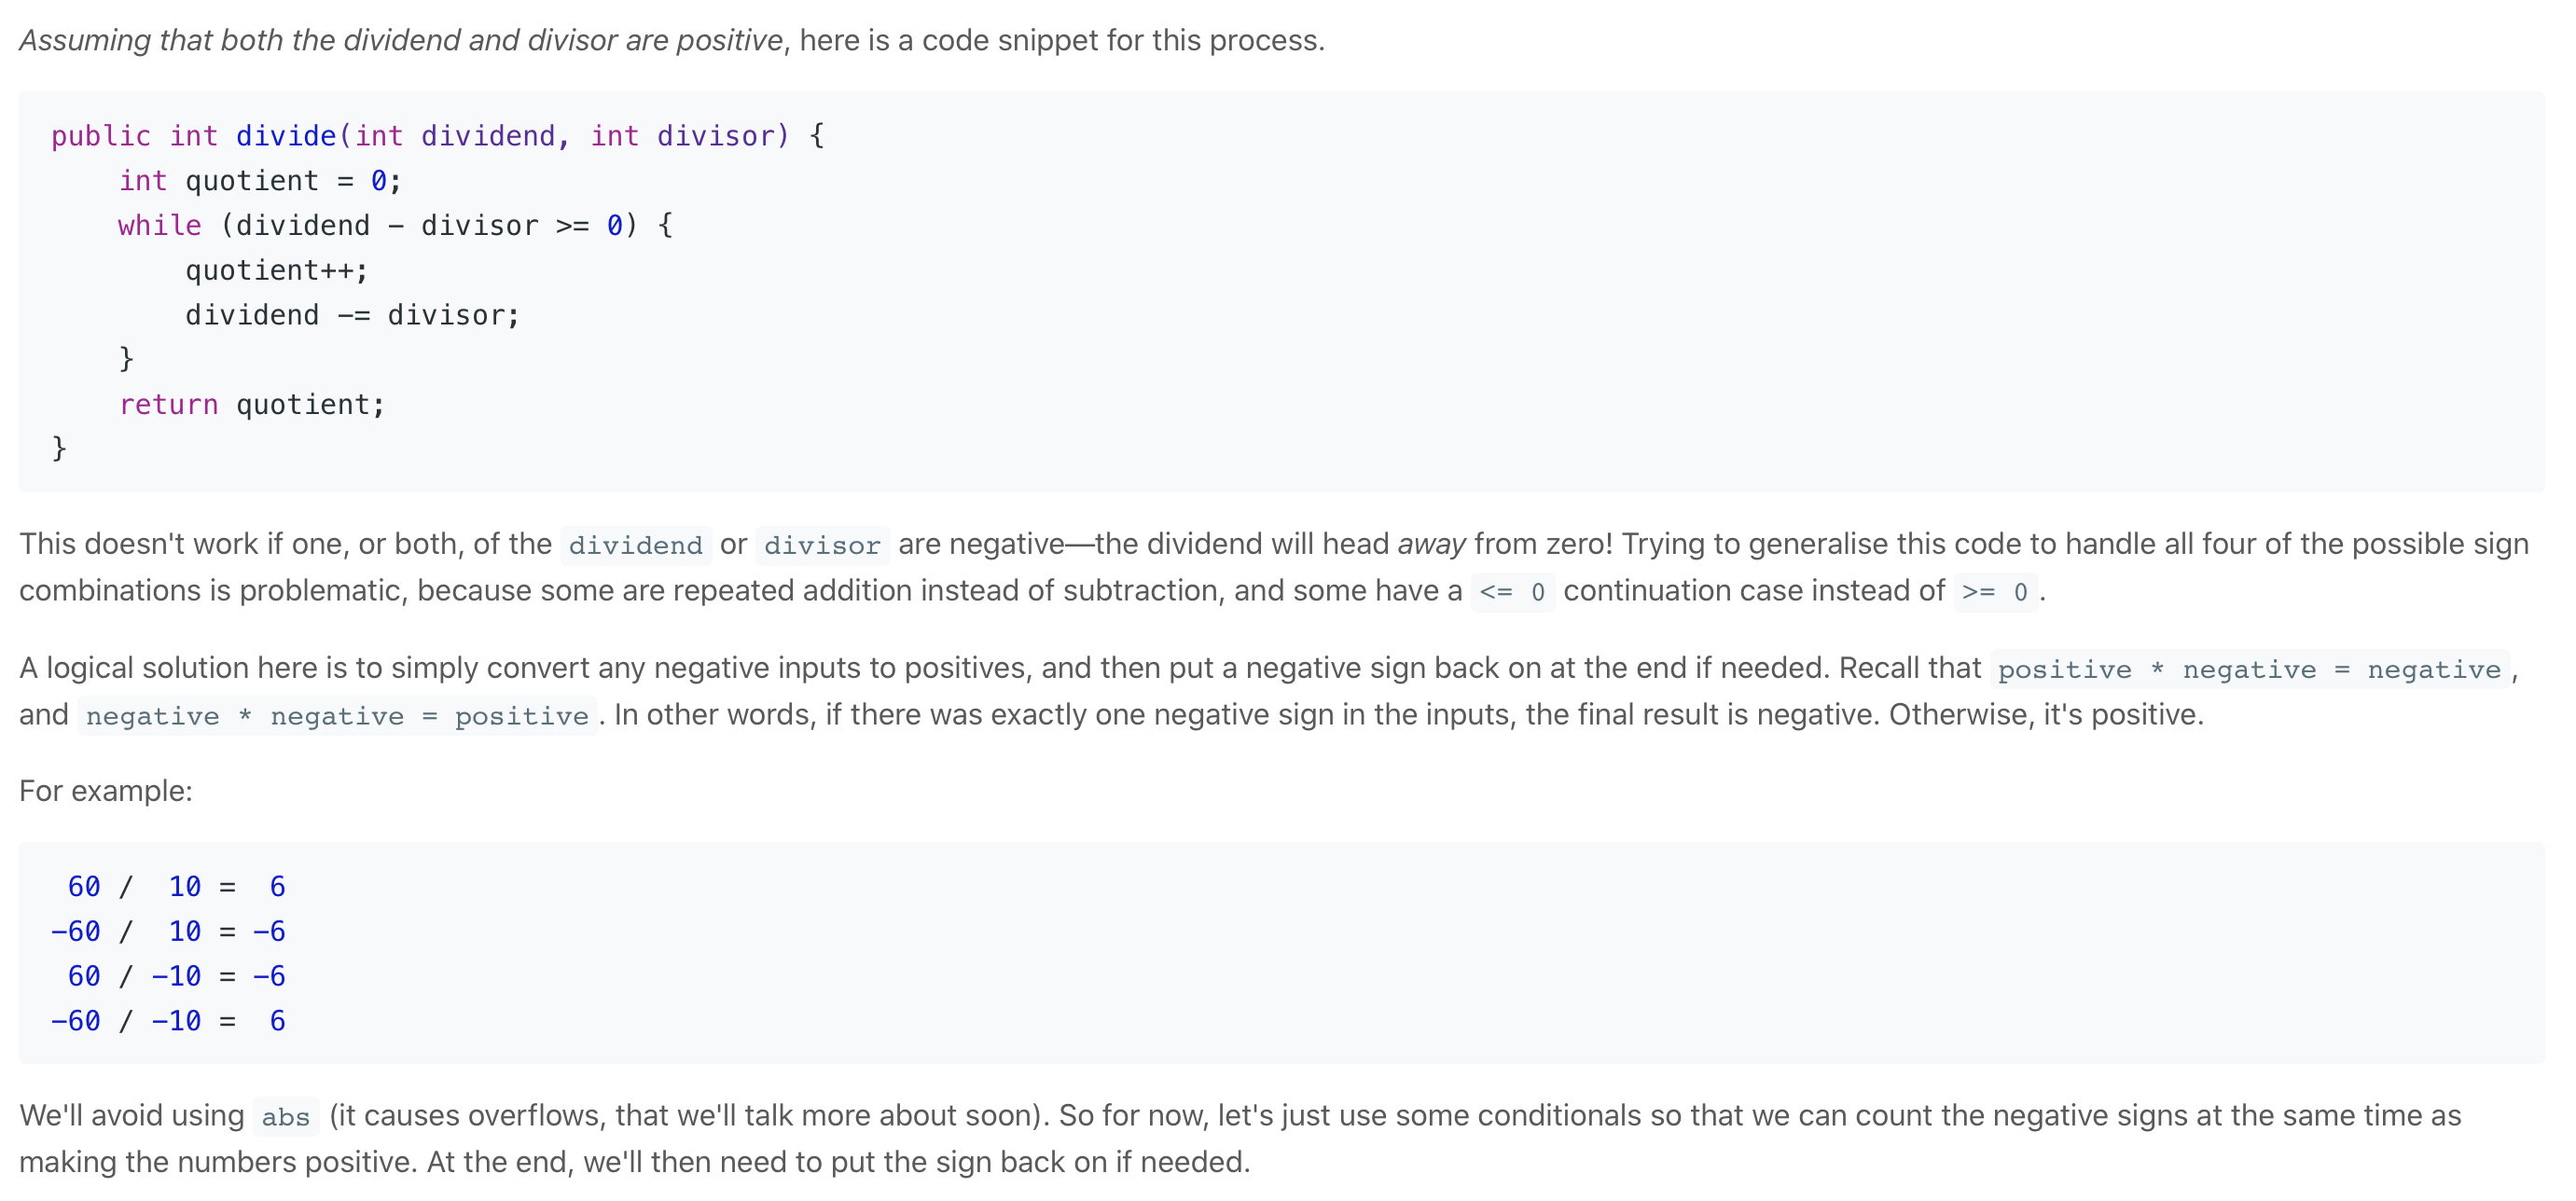 Assuming that both the dividend and divisor are positive, here is a code snippet for this process.
public int divide(int dividend, int divisor) {
    int quotient = 0;
    while (dividend - divisor >= 0) {
        quotient++;
        dividend -= divisor;
    }
    return quotient;
}
This doesn't work if one, or both, of the dividend or divisor are negative—the dividend will head away from zero! Trying to generalise this code to handle all four of the possible sign
combinations is problematic, because some are repeated addition instead of subtraction, and some have a <= 0 continuation case instead of >= 0.
A logical solution here is to simply convert any negative inputs to positives, and then put a negative sign back on at the end if needed. Recall that positive * negative = negative,
and negative * negative = positive. In other words, if there was exactly one negative sign in the inputs, the final result is negative. Otherwise, it's positive.
For example:
 60 /  10 =  6
-60 /  10 = -6
 60 / -10 = -6
-60 / -10 =  6
We'll avoid using abs (it causes overflows, that we'll talk more about soon). So for now, let's just use some conditionals so that we can count the negative signs at the same time as
making the numbers positive. At the end, we'll then need to put the sign back on if needed.